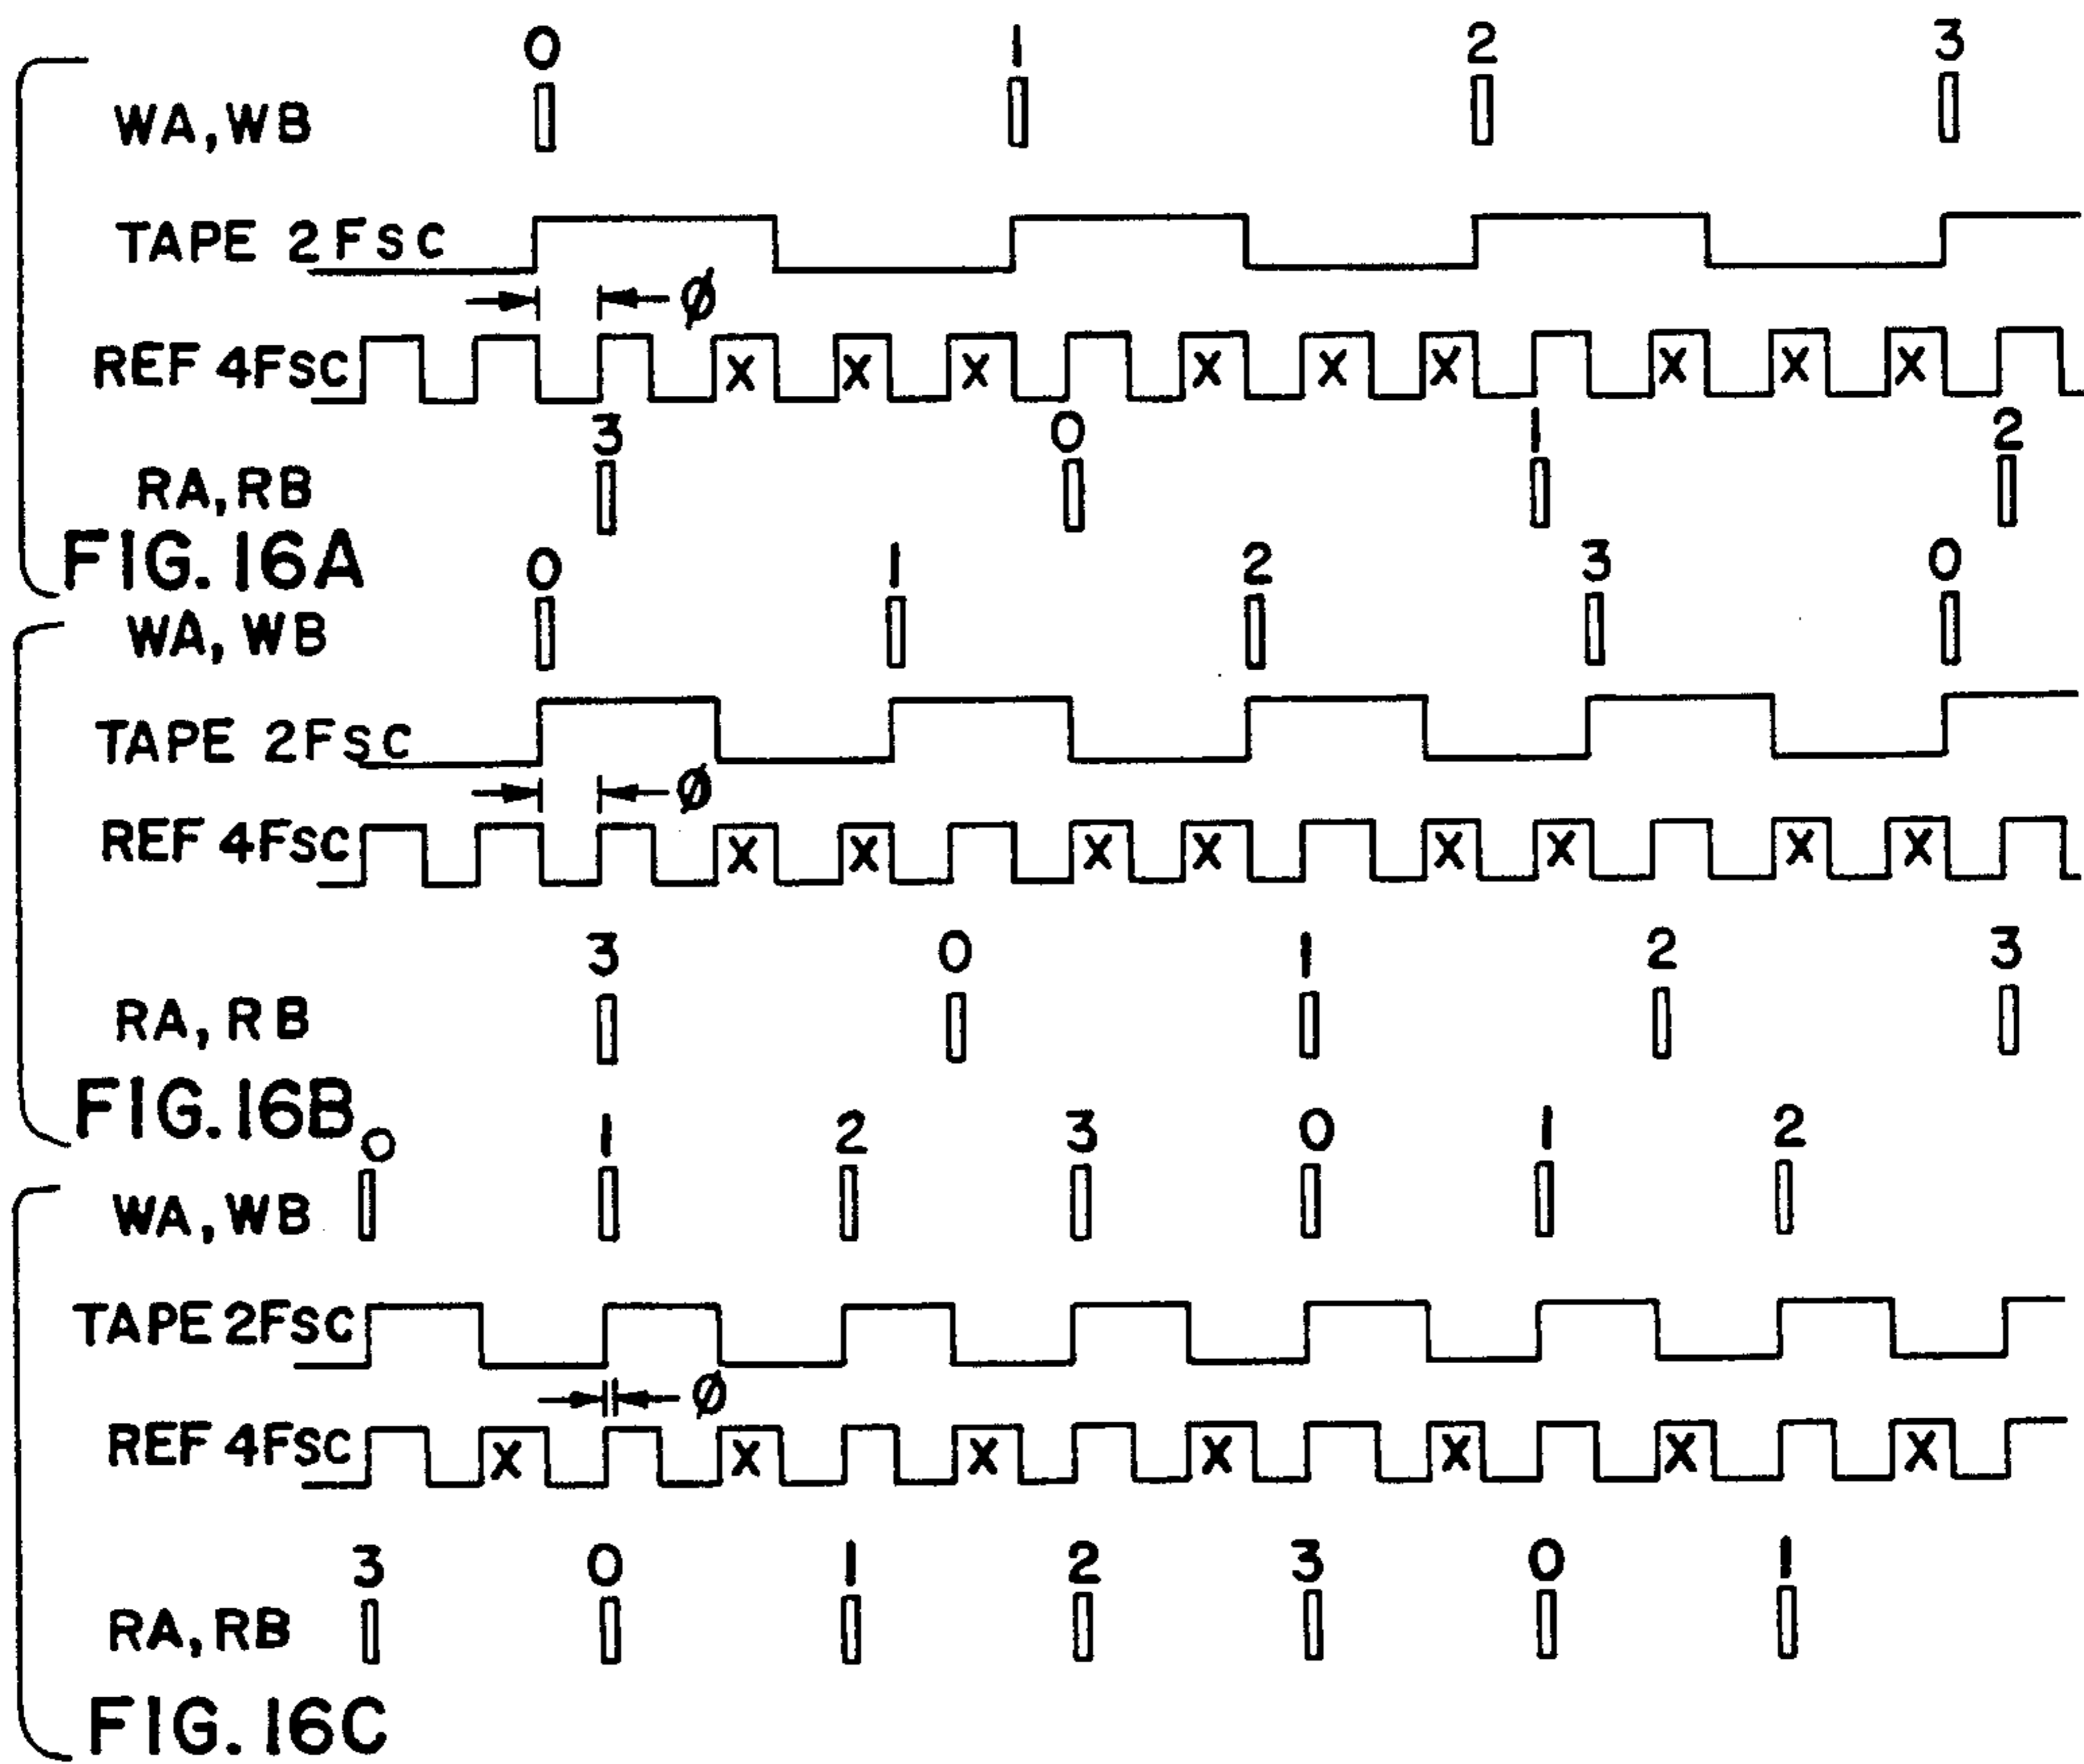 0 1 2 3
WA, WB
TAPE 2FSC
Ø
REF 4FSC X X X X X X X X X
3 0 1 2
RA, RB
FIG. 16A
0 1 2 3 0
WA, WB
TAPE 2FSC
Ø
REF 4FSC X X X X X X X X
3 0 1 2 3
RA, RB
FIG. 16B
0 1 2 3 0 1 2
WA, WB
TAPE 2FSC
Ø
REF 4FSC X X X X X X X
3 0 1 2 3 0 1
RA, RB
FIG. 16C